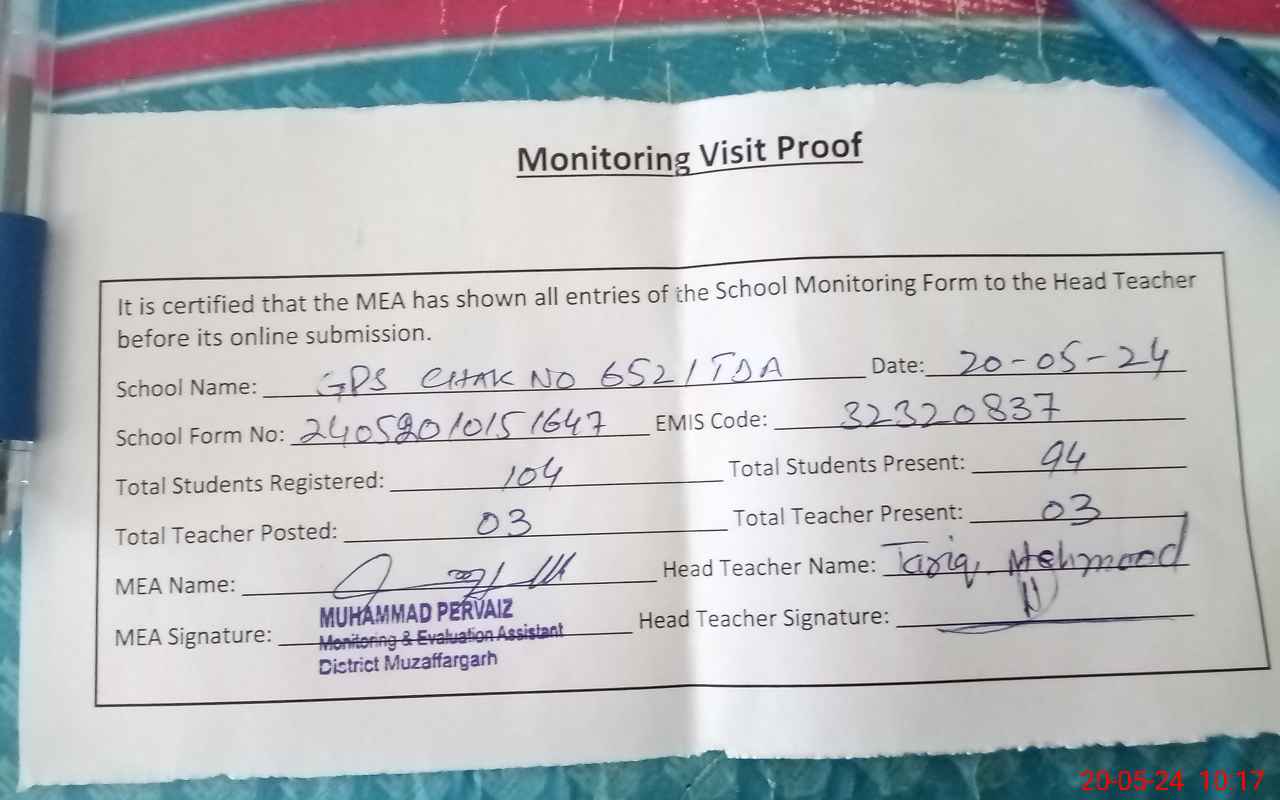 Monitoring Visit Proof
It is certified that the MEA has shown all entries of the School Monitoring Form to the Head Teacher
before its online submission.
School Name: GPS CHAK NO 652/TDA Date: 20-05-24
School Form No: 24052010151647 EMIS Code: 32320837
Total Students Registered: 104 Total Students Present: 94
Total Teacher Posted: 03 Total Teacher Present: 03
MEA Name: Head Teacher Name: Tariq Mehmood
MUHAMMAD PERVAIZ
MEA Signature: Monitoring & Evaluation Assistant Head Teacher Signature:
District Muzaffargarh
20-05-24 10:17